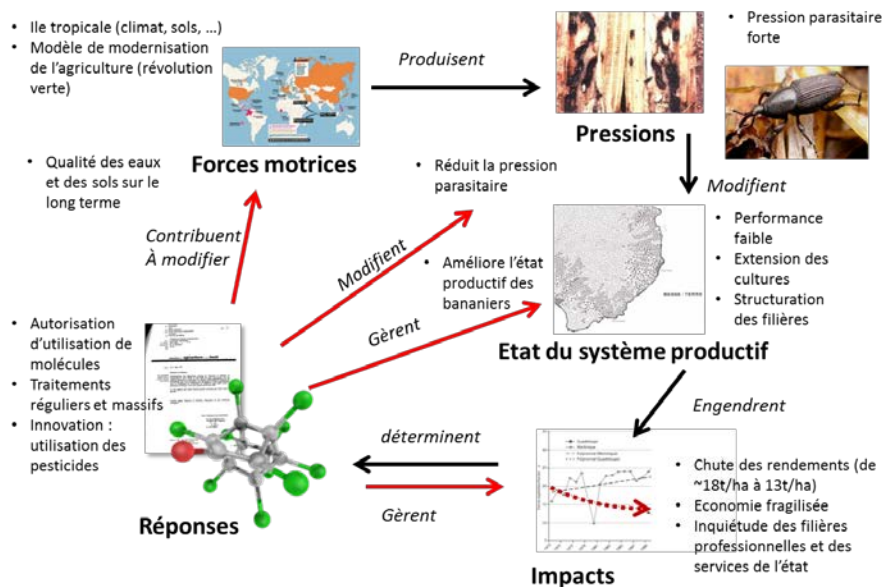 • Ile tropicale (climat, sols, …)
• Modèle de modernisation
de l'agriculture (révolution
verte)
Produisent
• Pression parasitaire
forte
Forces motrices
Pressions
• Qualité des eaux
et des sols sur le
long terme
• Réduit la pression
parasitaire
Modifient
Contribuent
À modifier
Modifient
• Performance
faible
• Extension des
cultures
• Structuration
des filières
• Améliore l'état
productif des
bananiers
BASSE-TERRE
Gèrent
Etat du système productif
• Autorisation
d'utilisation de
molécules
• Traitements
réguliers et massifs
• Innovation :
utilisation des
pesticides
Engendrent
déterminent
Gèrent
• Chute des rendements (de
~18t/ha à 13t/ha)
• Economie fragilisée
• Inquiétude des filières
professionnelles et des
services de l'état
Réponses
Impacts